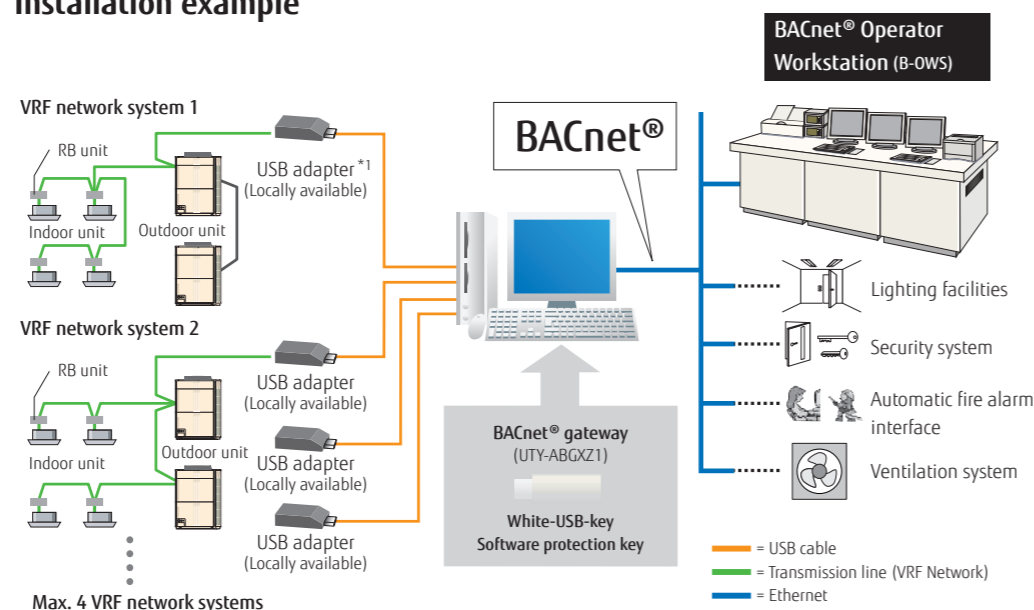 Installation example
BACnet® Operator
Workstation (B-OWS)
VRF network system 1
RB unit
Indoor unit
Outdoor unit
USB adapter *1
(Locally available)
BACnet®
VRF network system 2
RB unit
Indoor unit
Outdoor unit
USB adapter
(Locally available)
USB adapter
(Locally available)
USB adapter
(Locally available)
Max. 4 VRF network systems
BACnet® gateway
(UTY-ABGXZ1)
White-USB-key
Software protection key
Lighting facilities
Security system
Automatic fire alarm
interface
Ventilation system
= USB cable
= Transmission line (VRF Network)
= Ethernet